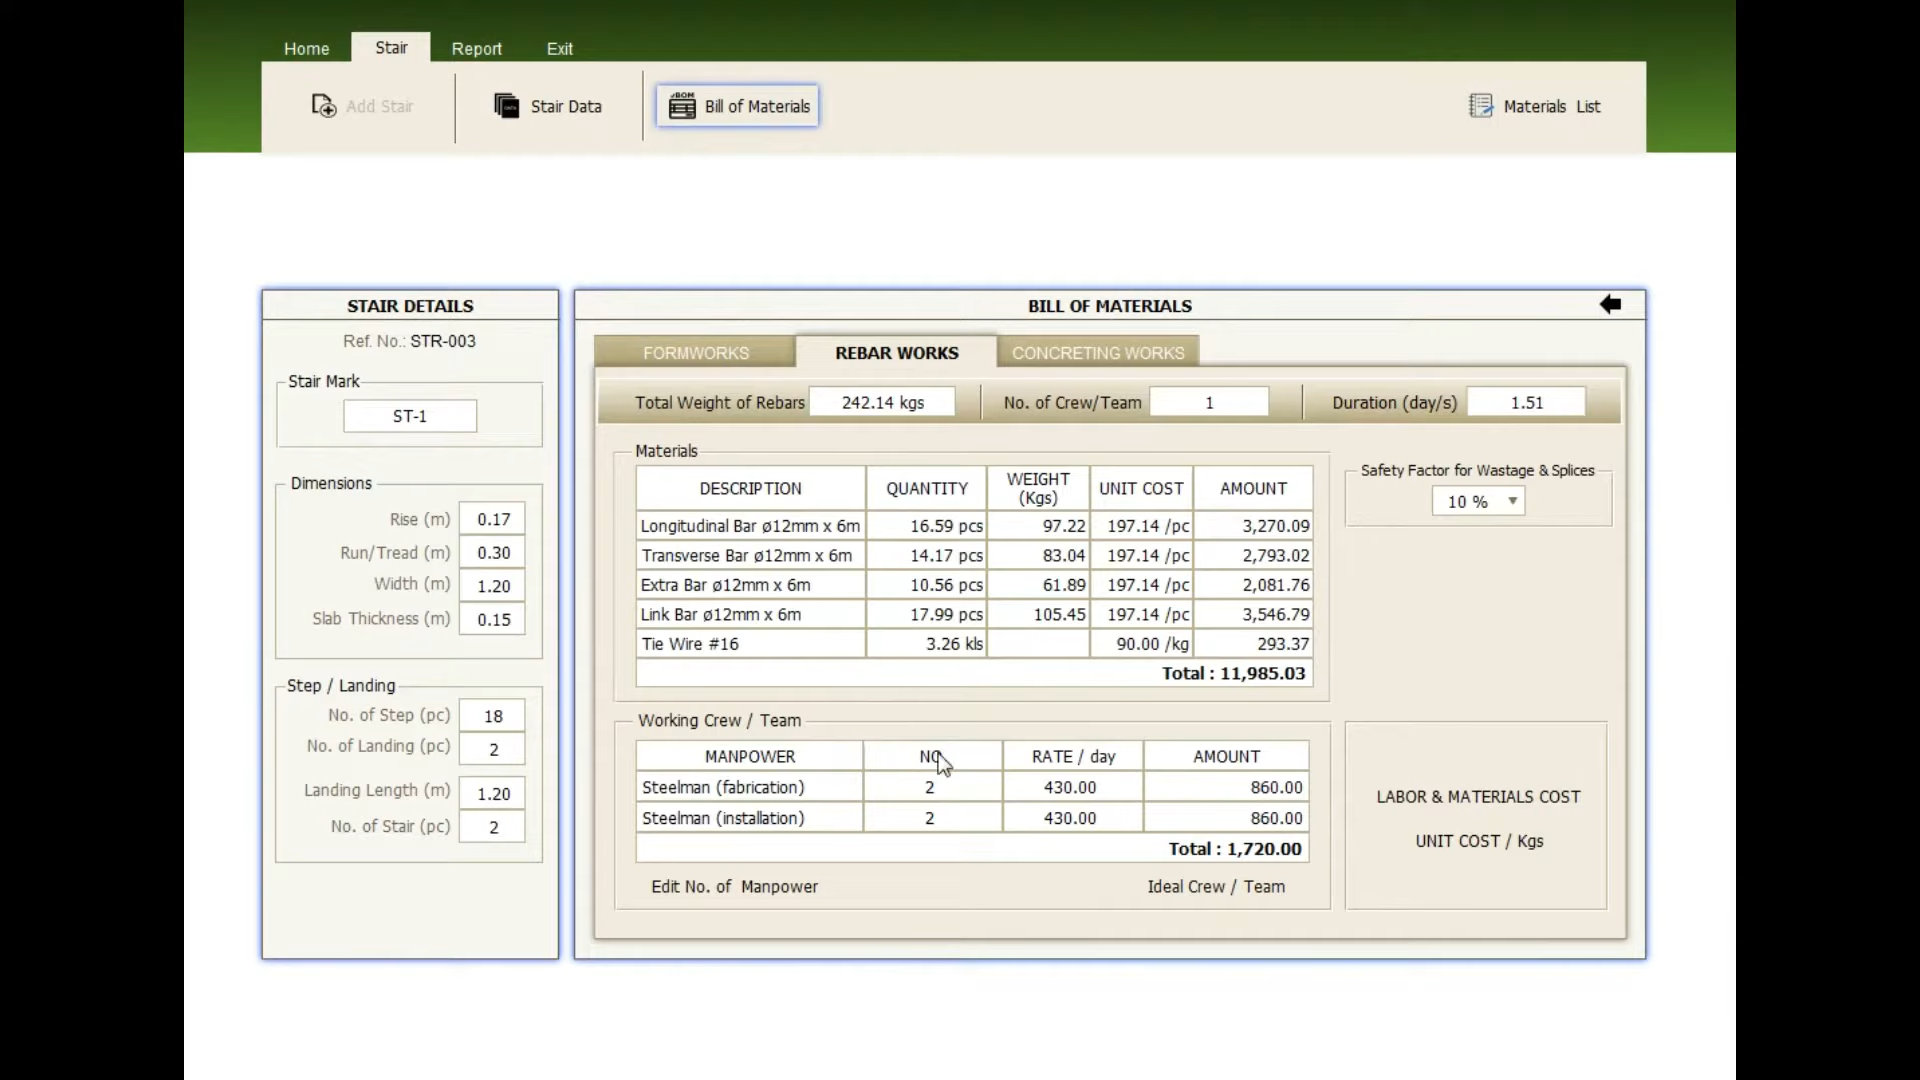 Home Stair Report Exit
Add Stair Stair Data BOM Bill of Materials Materials List
STAIR DETAILS
Ref. No.: STR-003
Stair Mark
ST-1
Dimensions
Rise (m) 0.17
Run/Tread (m) 0.30
Width (m) 1.20
Slab Thickness (m) 0.15
Step / Landing
No. of Step (pc) 18
No. of Landing (pc) 2
Landing Length (m) 1.20
No. of Stair (pc) 2
BILL OF MATERIALS
FORMWORKS REBAR WORKS CONCRETING WORKS
Total Weight of Rebars 242.14 kgs No. of Crew/Team 1 Duration (day/s) 1.51
Materials
DESCRIPTION QUANTITY WEIGHT (Kgs) UNIT COST AMOUNT
Longitudinal Bar ø12mm x 6m 16.59 pcs 97.22 197.14 /pc 3,270.09
Transverse Bar ø12mm x 6m 14.17 pcs 83.04 197.14 /pc 2,793.02
Extra Bar ø12mm x 6m 10.56 pcs 61.89 197.14 /pc 2,081.76
Link Bar ø12mm x 6m 17.99 pcs 105.45 197.14 /pc 3,546.79
Tie Wire #16 3.26 kls 90.00 /kg 293.37
Total : 11,985.03
Safety Factor for Wastage & Splices
10 %
Working Crew / Team
MANPOWER NO. RATE / day AMOUNT
Steelman (fabrication) 2 430.00 860.00
Steelman (installation) 2 430.00 860.00
Total : 1,720.00
Edit No. of Manpower Ideal Crew / Team
LABOR & MATERIALS COST
UNIT COST / Kgs